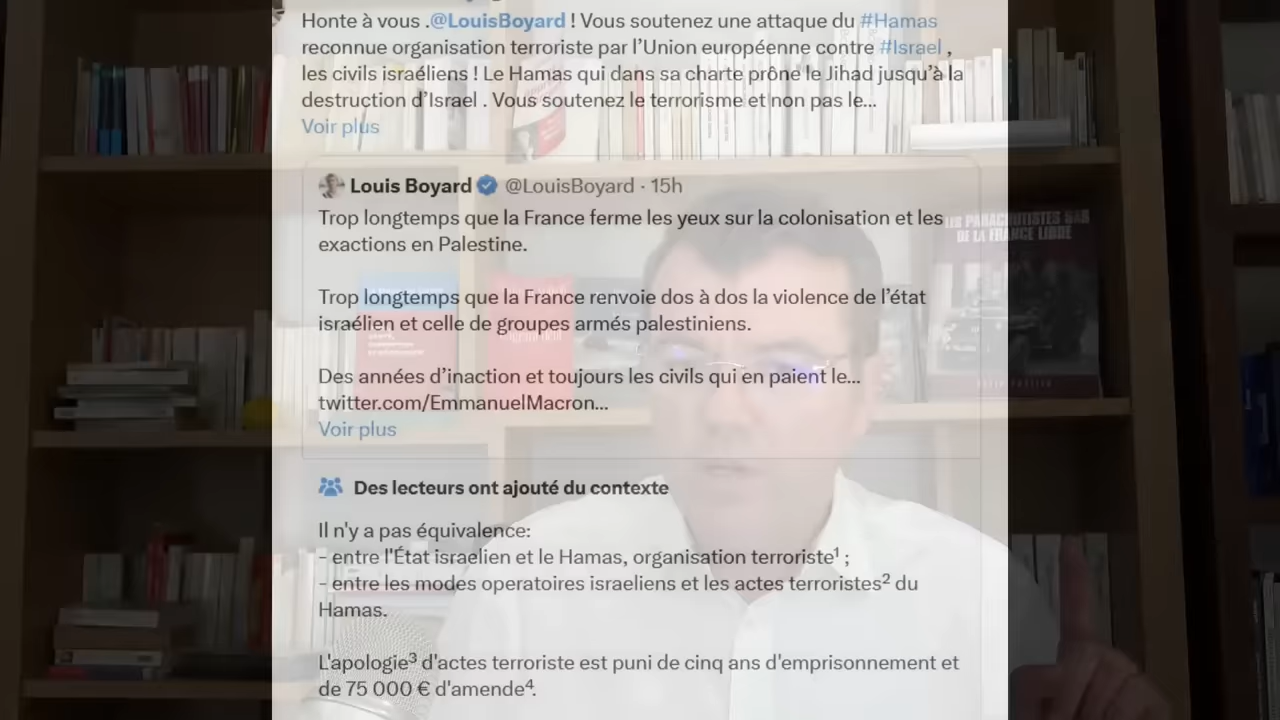 Honte à vous .@LouisBoyard ! Vous soutenez une attaque du #Hamas
reconnue organisation terroriste par l'Union européenne contre #Israel ,
les civils israéliens ! Le Hamas qui dans sa charte prône le Jihad jusqu'à la
destruction d'Israel . Vous soutenez le terrorisme et non pas le...
Voir plus
Louis Boyard @LouisBoyard · 15h
Trop longtemps que la France ferme les yeux sur la colonisation et les
exactions en Palestine.
LES PARACHUTISTES SAS
DE LA FRANCE LIBRE
Trop longtemps que la France renvoie dos à dos la violence de l'état
israélien et celle de groupes armés palestiniens.
Des années d'inaction et toujours les civils qui en paient le...
twitter.com/EmmanuelMacron...
Voir plus
Des lecteurs ont ajouté du contexte
Il n'y a pas équivalence:
- entre l'État israelien et le Hamas, organisation terroriste¹ ;
- entre les modes operatoires israeliens et les actes terroristes² du
Hamas.
L'apologie³ d'actes terroriste est puni de cinq ans d'emprisonnement et
de 75 000 € d'amende⁴.